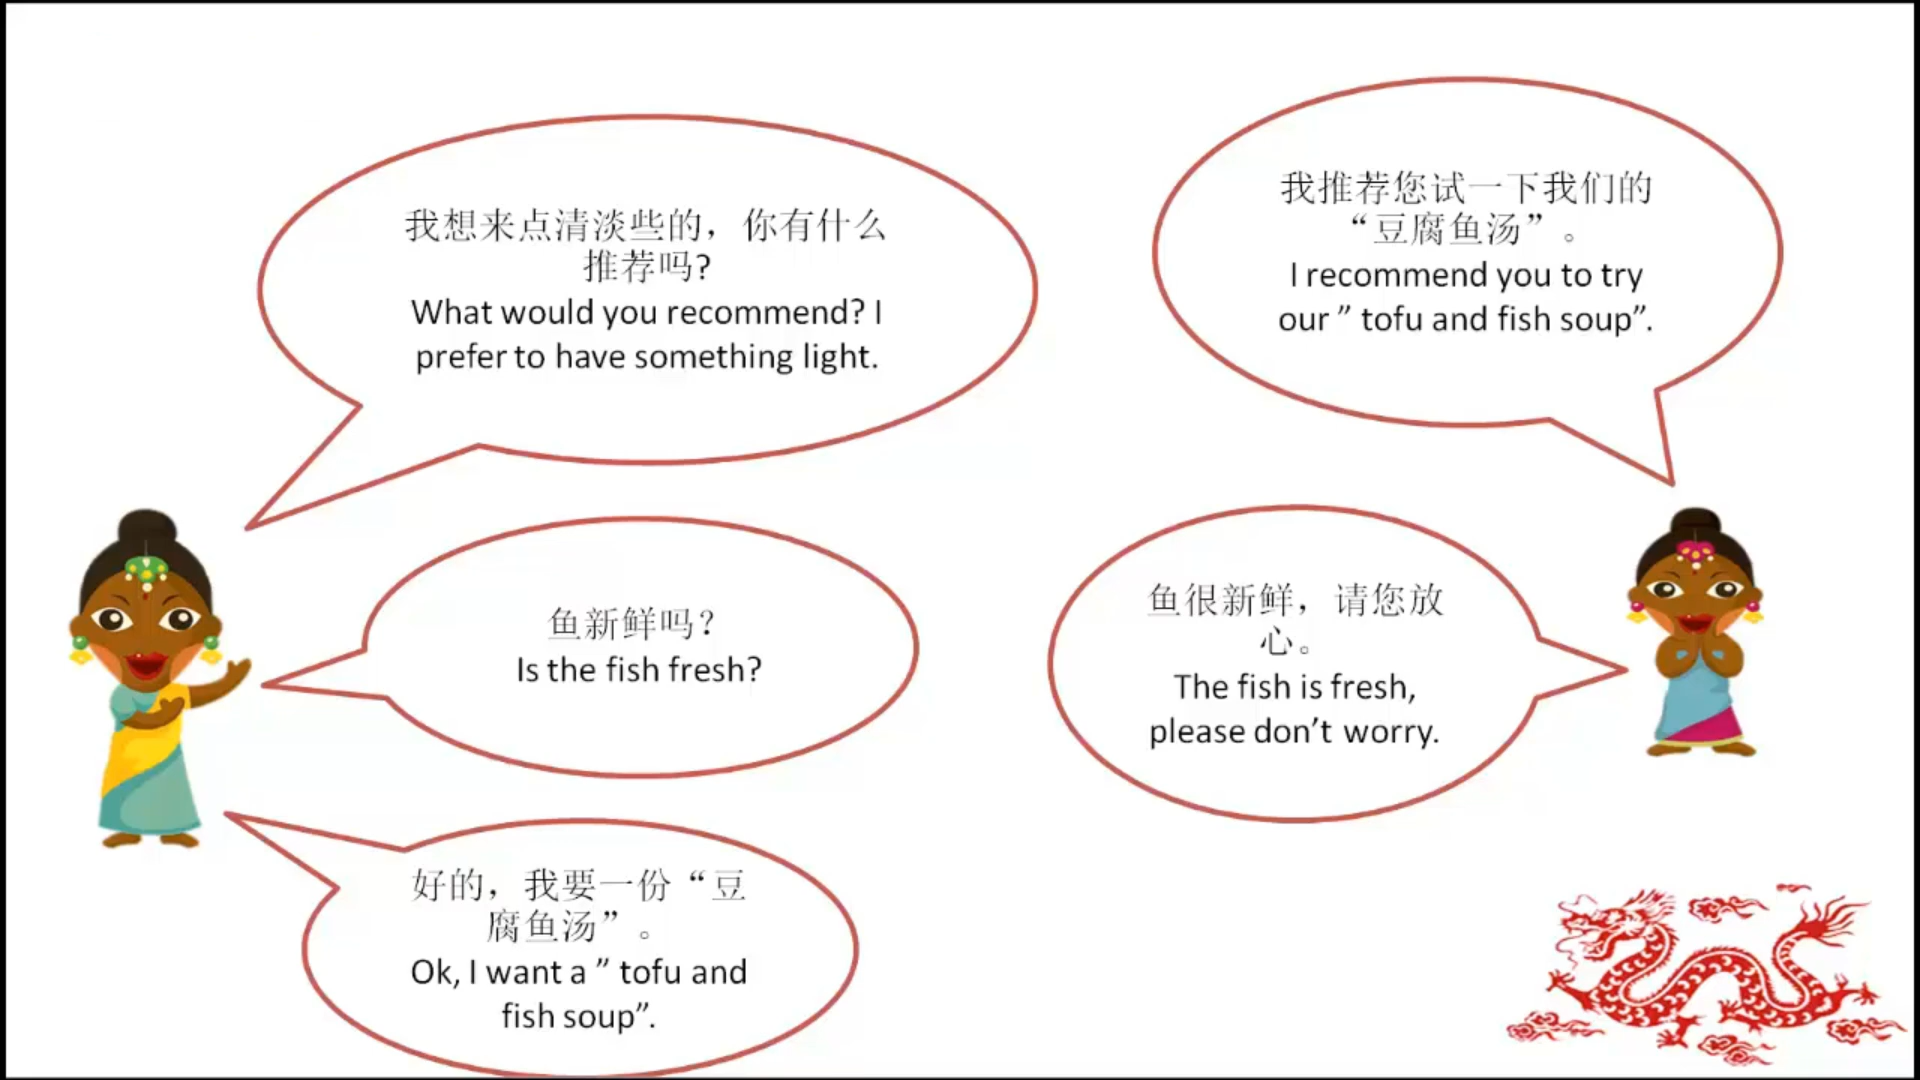 我想来点清淡些的，你有什么
推荐吗?
What would you recommend? I
prefer to have something light.
我推荐您试一下我们的
“豆腐鱼汤”。
I recommend you to try
our ” tofu and fish soup”.
鱼新鲜吗？
Is the fish fresh?
鱼很新鲜，请您放
心。
The fish is fresh,
please don’t worry.
好的，我要一份“豆
腐鱼汤”。
Ok, I want a ” tofu and
fish soup”.